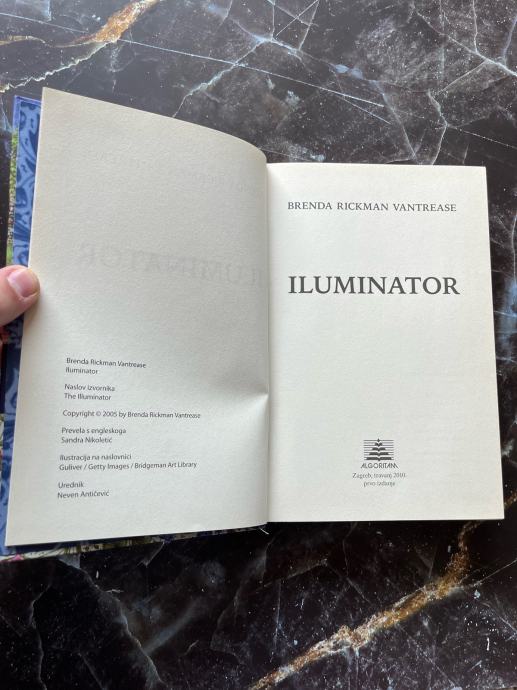 Brenda Rickman Vantrease
Iluminator
Naslov izvornika
The Illuminator
Copyright © 2005 by Brenda Rickman Vantrease
Prevela s engleskoga
Sandra Nikoletić
Ilustracija na naslovnici
Guliver / Getty Images / Bridgeman Art Library
Urednik
Neven Antičević
BRENDA RICKMAN VANTREASE
ILUMINATOR
ALGORITAM
Zagreb, travanj 2010.
prvo izdanje